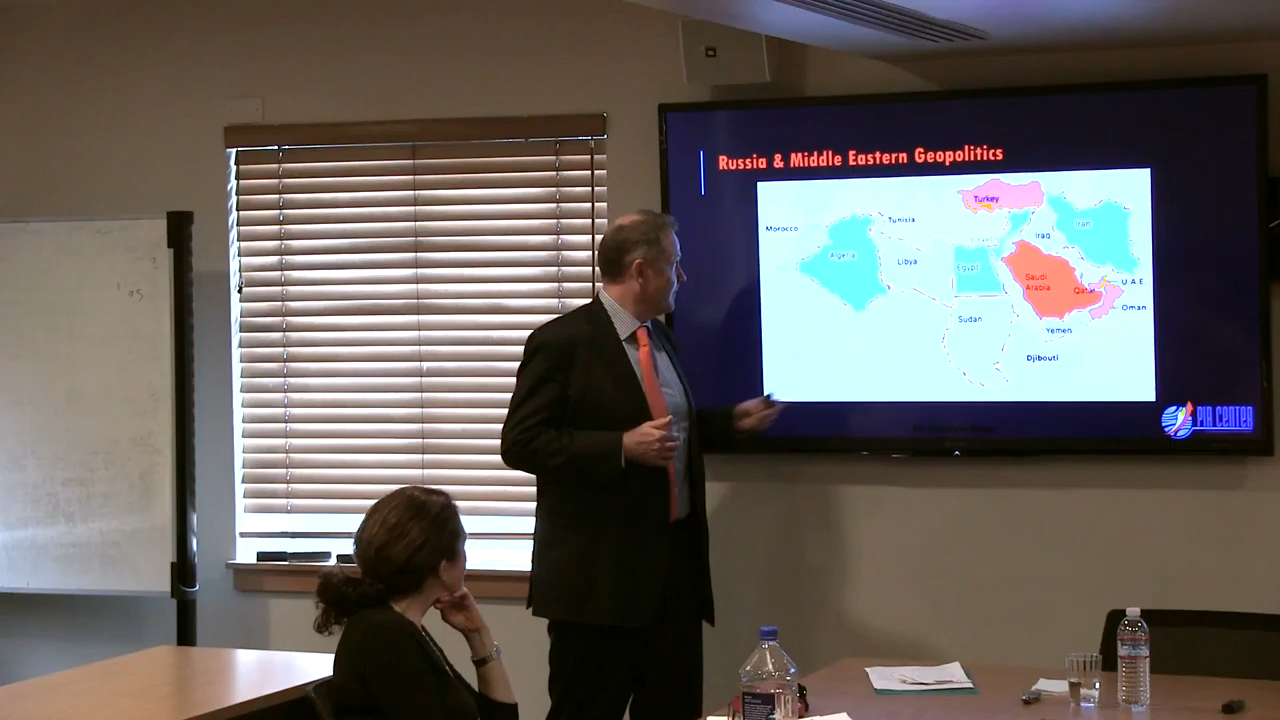 Russia & Middle Eastern Geopolitics
Turkey
Morocco
Tunisia
Iran
Iraq
Algeria
Libya
Egypt
Saudi
Arabia
Qatar
U.A.E.
Oman
Sudan
Yemen
Djibouti
PIR CENTER